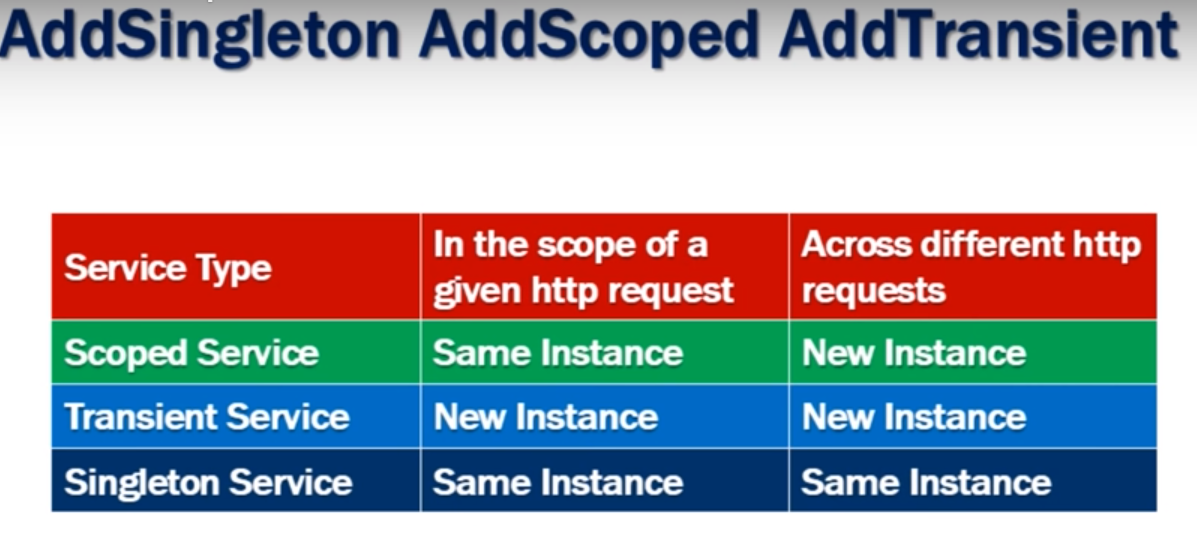 AddSingleton AddScoped AddTransient
Service Type
In the scope of a
given http request
Across different http
requests
Scoped Service
Same Instance
New Instance
Transient Service
New Instance
New Instance
Singleton Service
Same Instance
Same Instance